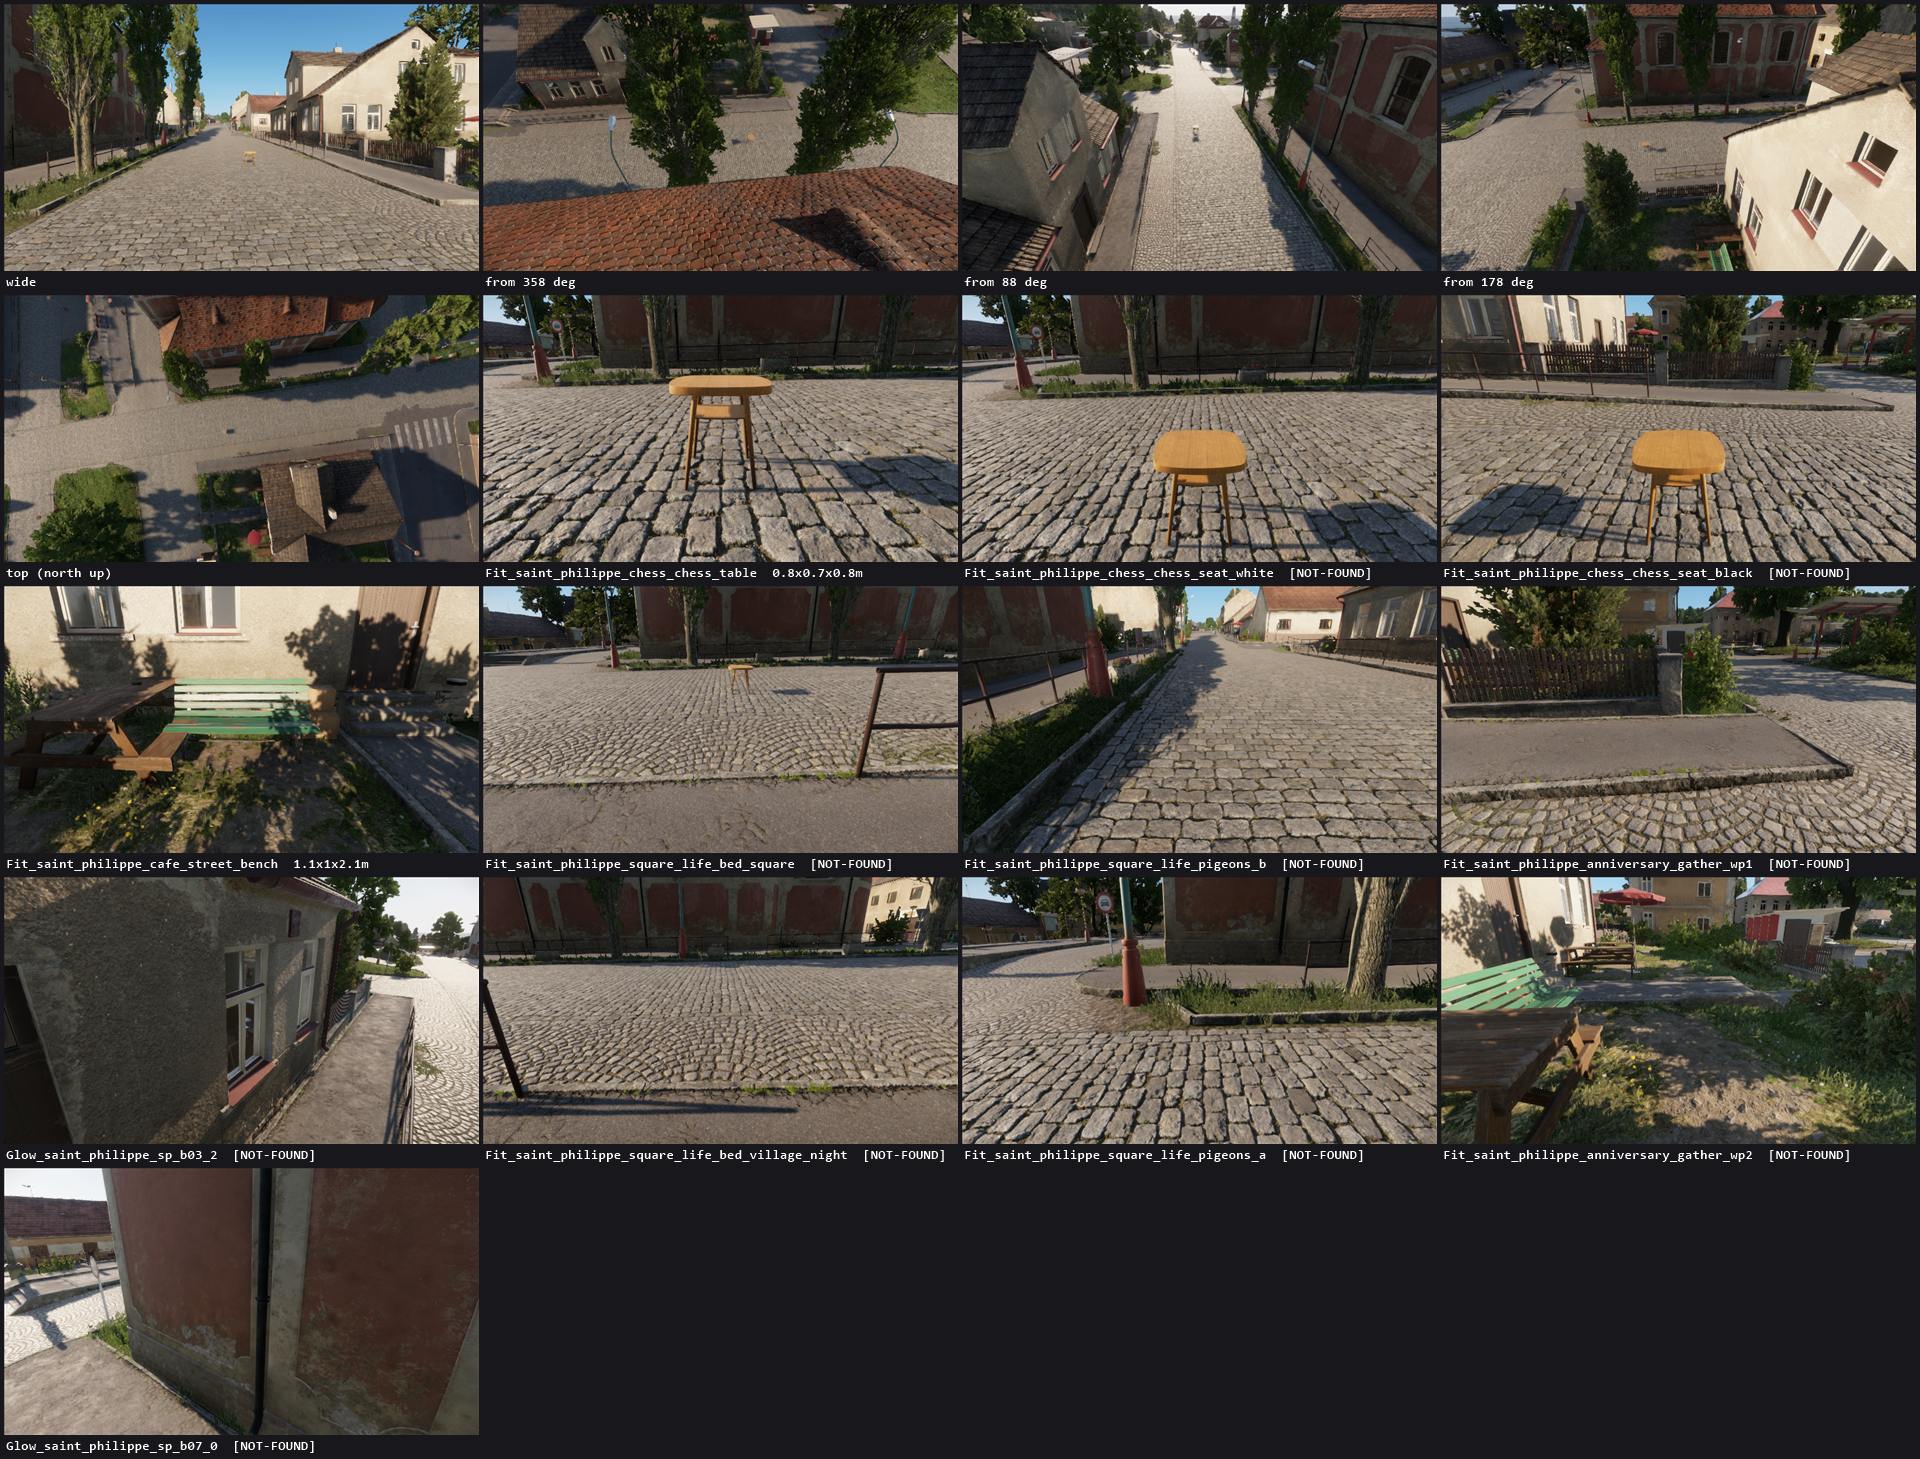 wide
from 358 deg
from 88 deg
from 178 deg
top (north up)
Fit_saint_philippe_chess_chess_table 0.8x0.7x0.8m
Fit_saint_philippe_chess_chess_seat_white [NOT-FOUND]
Fit_saint_philippe_chess_chess_seat_black [NOT-FOUND]
Fit_saint_philippe_cafe_street_bench 1.1x1x2.1m
Fit_saint_philippe_square_life_bed_square [NOT-FOUND]
Fit_saint_philippe_square_life_pigeons_b [NOT-FOUND]
Fit_saint_philippe_anniversary_gather_wp1 [NOT-FOUND]
Glow_saint_philippe_sp_b03_2 [NOT-FOUND]
Fit_saint_philippe_square_life_bed_village_night [NOT-FOUND]
Fit_saint_philippe_square_life_pigeons_a [NOT-FOUND]
Fit_saint_philippe_anniversary_gather_wp2 [NOT-FOUND]
Glow_saint_philippe_sp_b07_0 [NOT-FOUND]